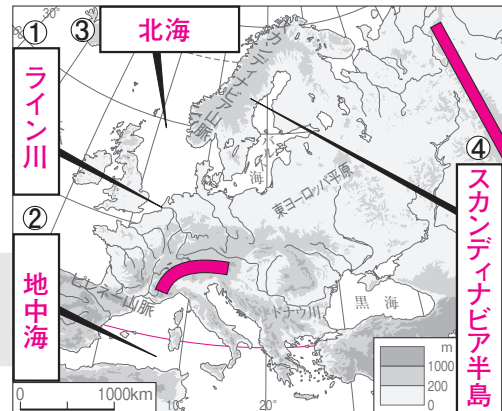 30°
①
ライン川
③
北海
②
地中海
④
スカンディナビア半島
スカンディナビア山脈
海
東ヨーロッパ平原
ピレネー山脈
ドナウ川
黒海
m
1000
200
0
0
1000km
10°
20°